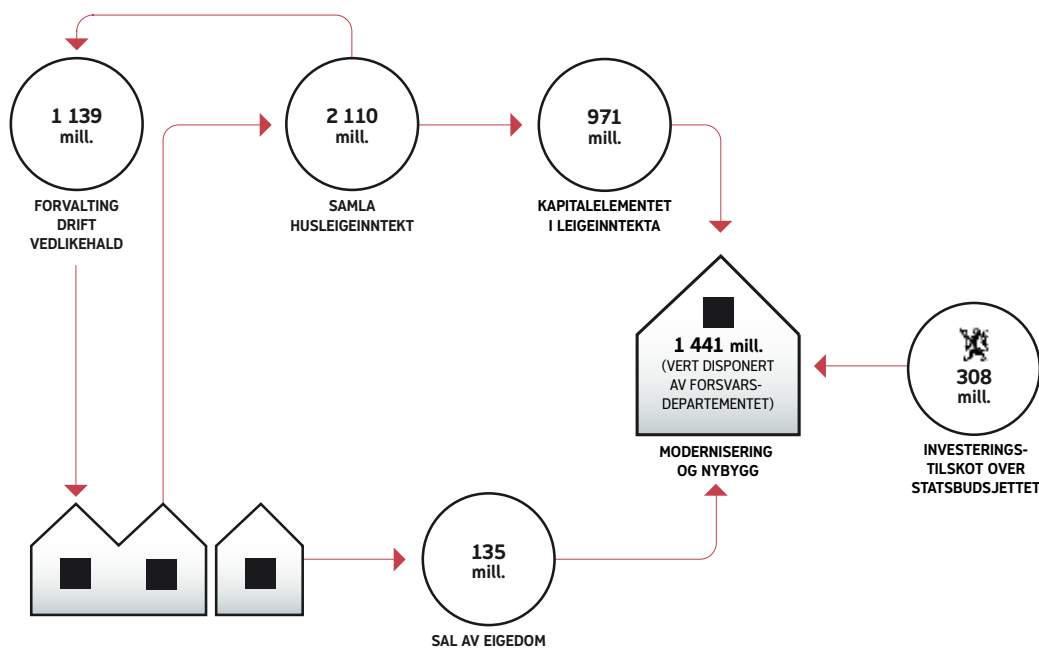 1 139
mill.
FORVALTING
DRIFT
VEDLIKEHALD
2 110
mill.
SAMLA
HUSLEIGEINNTEKT
971
mill.
KAPITALELEMENTET
I LEIGEINNTEKTA
1 441 mill.
(VERT DISPONERT
AV FORSVARS-
DEPARTEMENTET)
MODERNISERING
OG NYBYGG
308
mill.
INVESTERINGS-
TILSKOT OVER
STATSBUDSJETTET
135
mill.
SAL AV EIGEDOM